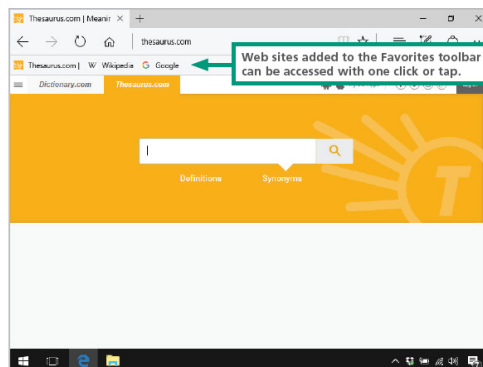 Thesaurus.com | Meanir
thesaurus.com
Thesaurus.com | W Wikipedia G Google
Web sites added to the Favorites toolbar
can be accessed with one click or tap.
Dictionary.com Thesaurus.com
Definitions Synonyms
T